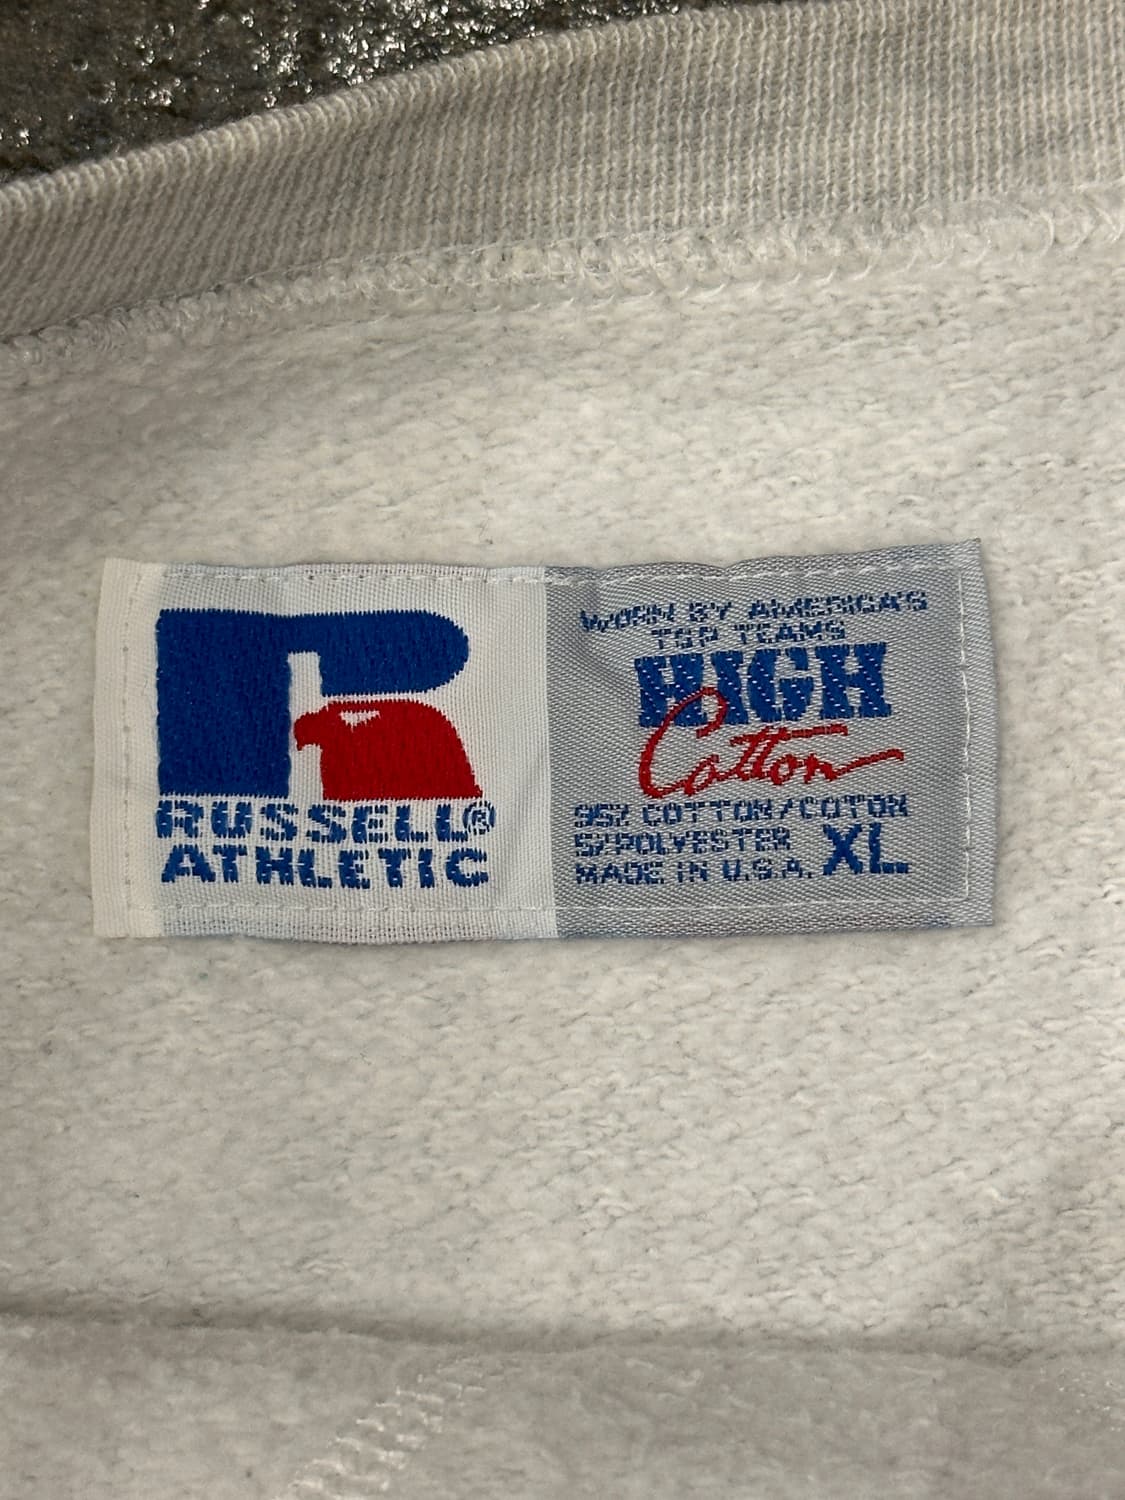 RUSSELL®
ATHLETIC
WORN BY AMERICA'S
TOP TEAMS
HIGH
Cotton
95% COTTON/COTON
5%POLYESTER
MADE IN U.S.A. XL